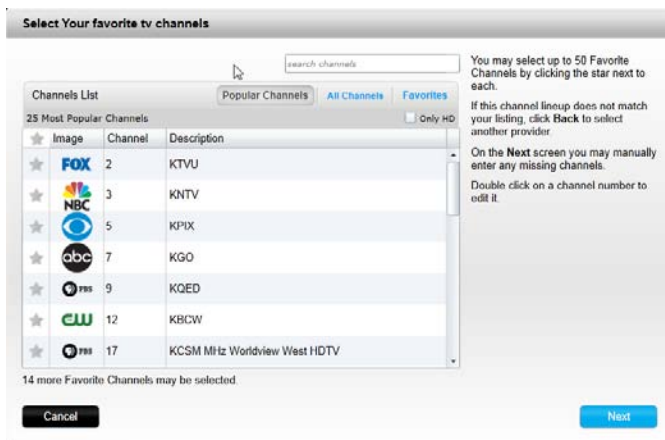 Select Your favorite tv channels
search channels
Channels List
Popular Channels
All Channels
Favorites
25 Most Popular Channels
Only HD
Image Channel Description
FOX 2 KTVU
NBC 3 KNTV
5 KPIX
abc 7 KGO
PBS 9 KQED
CW 12 KBCW
PBS 17 KCSM MHz Worldview West HDTV
14 more Favorite Channels may be selected.
Cancel
Next
You may select up to 50 Favorite
Channels by clicking the star next to
each.
If this channel lineup does not match
your listing, click Back to select
another provider.
On the Next screen you may manually
enter any missing channels.
Double click on a channel number to
edit it.